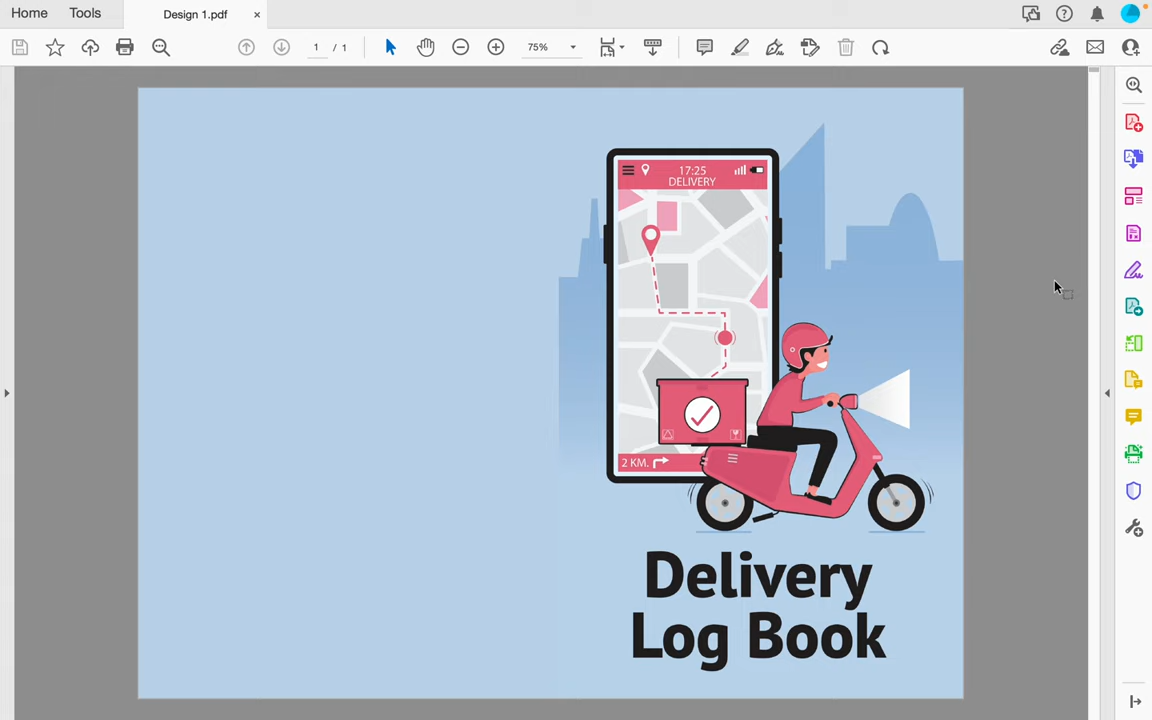 Home
Tools
Design 1.pdf
1 / 1
75%
17:25
DELIVERY
2 KM.
Delivery
Log Book